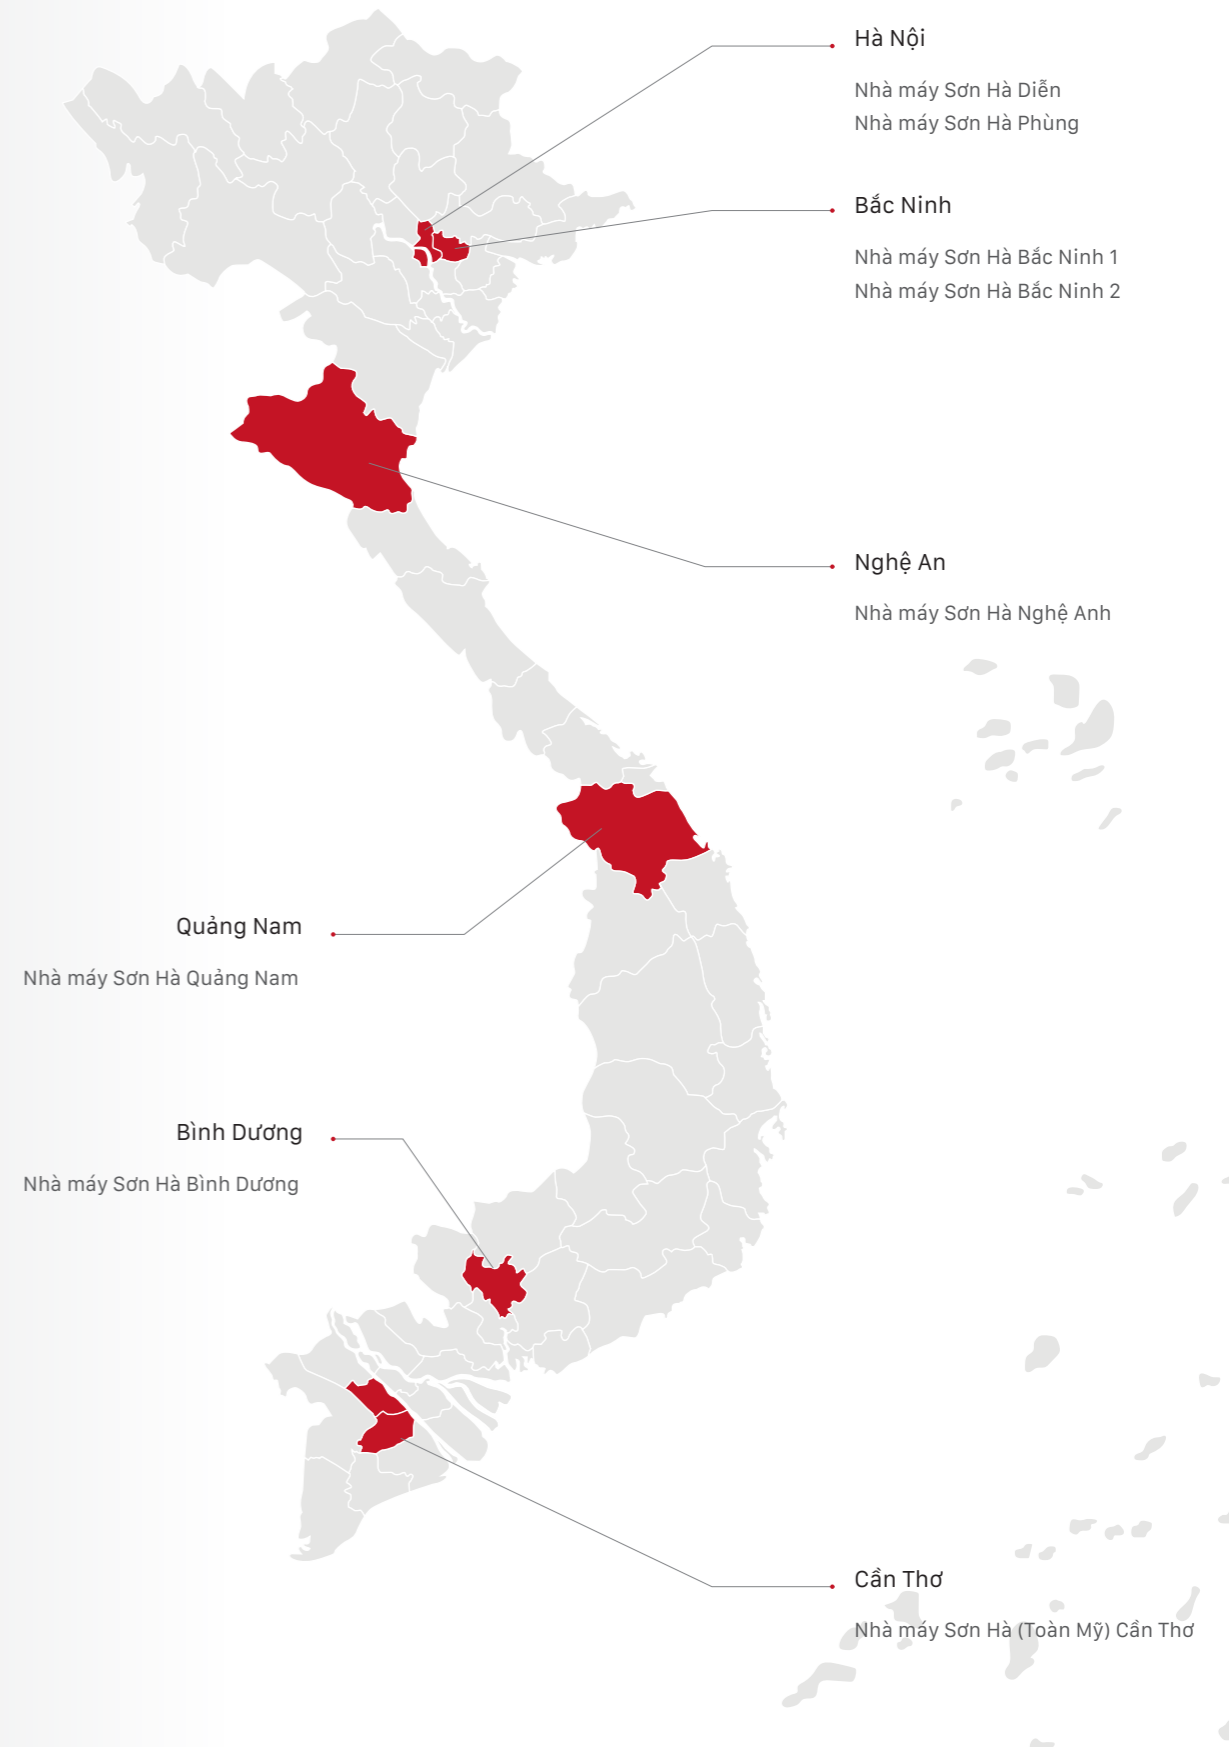 Hà Nội
Nhà máy Sơn Hà Diễn
Nhà máy Sơn Hà Phùng
Bắc Ninh
Nhà máy Sơn Hà Bắc Ninh 1
Nhà máy Sơn Hà Bắc Ninh 2
Nghệ An
Nhà máy Sơn Hà Nghệ Anh
Quảng Nam
Nhà máy Sơn Hà Quảng Nam
Bình Dương
Nhà máy Sơn Hà Bình Dương
Cần Thơ
Nhà máy Sơn Hà (Toàn Mỹ) Cần Thơ